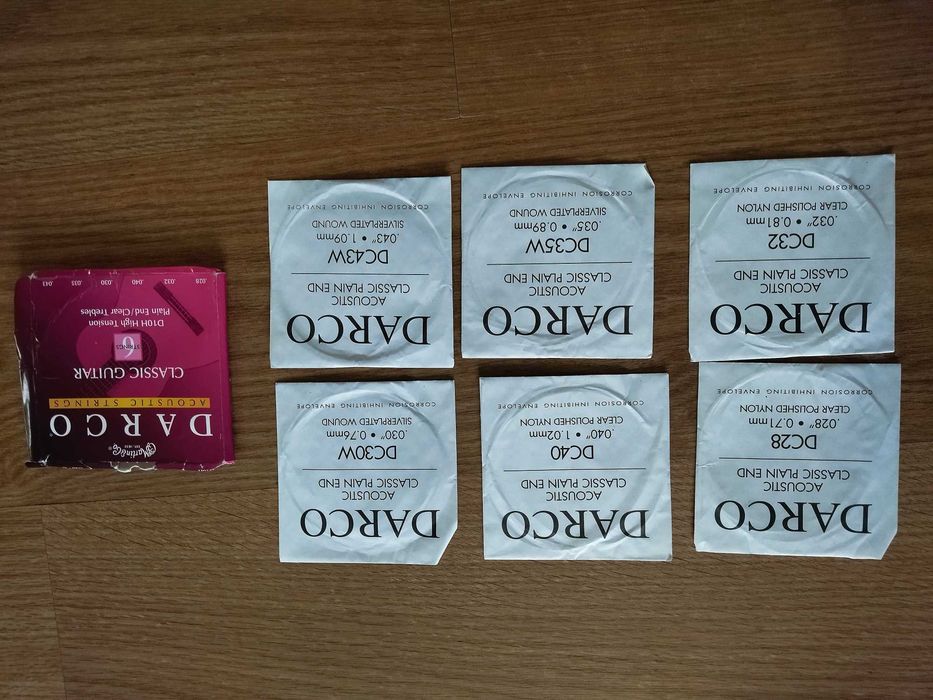 DARCO
ACOUSTIC
CLASSIC PLAIN END
DC28
.028" • 0.71mm
CLEAR POLISHED NYLON
CORROSION INHIBITING ENVELOPE
DARCO
ACOUSTIC
CLASSIC PLAIN END
DC40
.040" • 1.02mm
CLEAR POLISHED NYLON
CORROSION INHIBITING ENVELOPE
DARCO
ACOUSTIC
CLASSIC PLAIN END
DC30W
.030" • 0.76mm
SILVERPLATED WOUND
CORROSION INHIBITING ENVELOPE
DARCO
ACOUSTIC
CLASSIC PLAIN END
DC32
.032" • 0.81mm
CLEAR POLISHED NYLON
CORROSION INHIBITING ENVELOPE
DARCO
ACOUSTIC
CLASSIC PLAIN END
DC35W
.035" • 0.89mm
SILVERPLATED WOUND
CORROSION INHIBITING ENVELOPE
DARCO
ACOUSTIC
CLASSIC PLAIN END
DC43W
.043" • 1.09mm
SILVERPLATED WOUND
CORROSION INHIBITING ENVELOPE
Martin & Co®
EST. 1833
DARCO®
ACOUSTIC STRINGS
CLASSIC GUITAR
6
STRINGS
D10H High Tension
Plain End/Clear Trebles
.028 .032 .040 .030 .035 .043